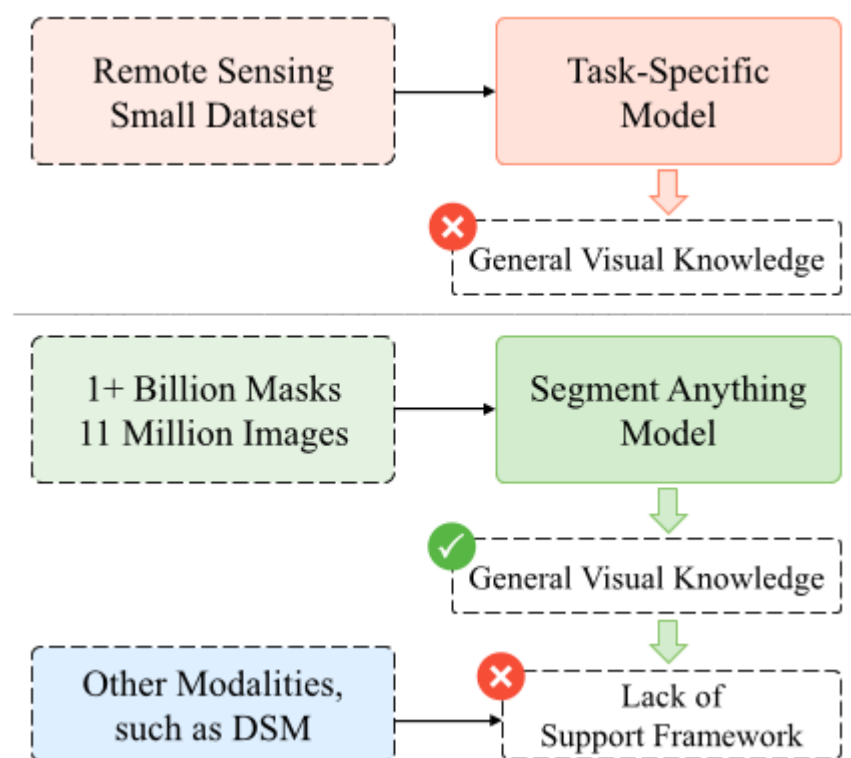 Remote Sensing
Small Dataset
Task-Specific
Model
General Visual Knowledge
1+ Billion Masks
11 Million Images
Segment Anything
Model
General Visual Knowledge
Other Modalities,
such as DSM
Lack of
Support Framework